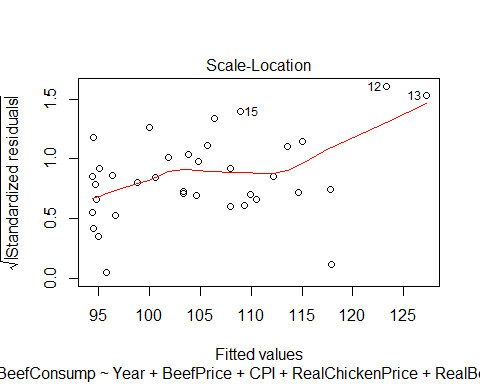 Scale-Location
√|Standardized residuals|
0.0 0.5 1.0 1.5
12
13
15
95 100 105 110 115 120 125
Fitted values
BeefConsump ~ Year + BeefPrice + CPI + RealChickenPrice + RealBe